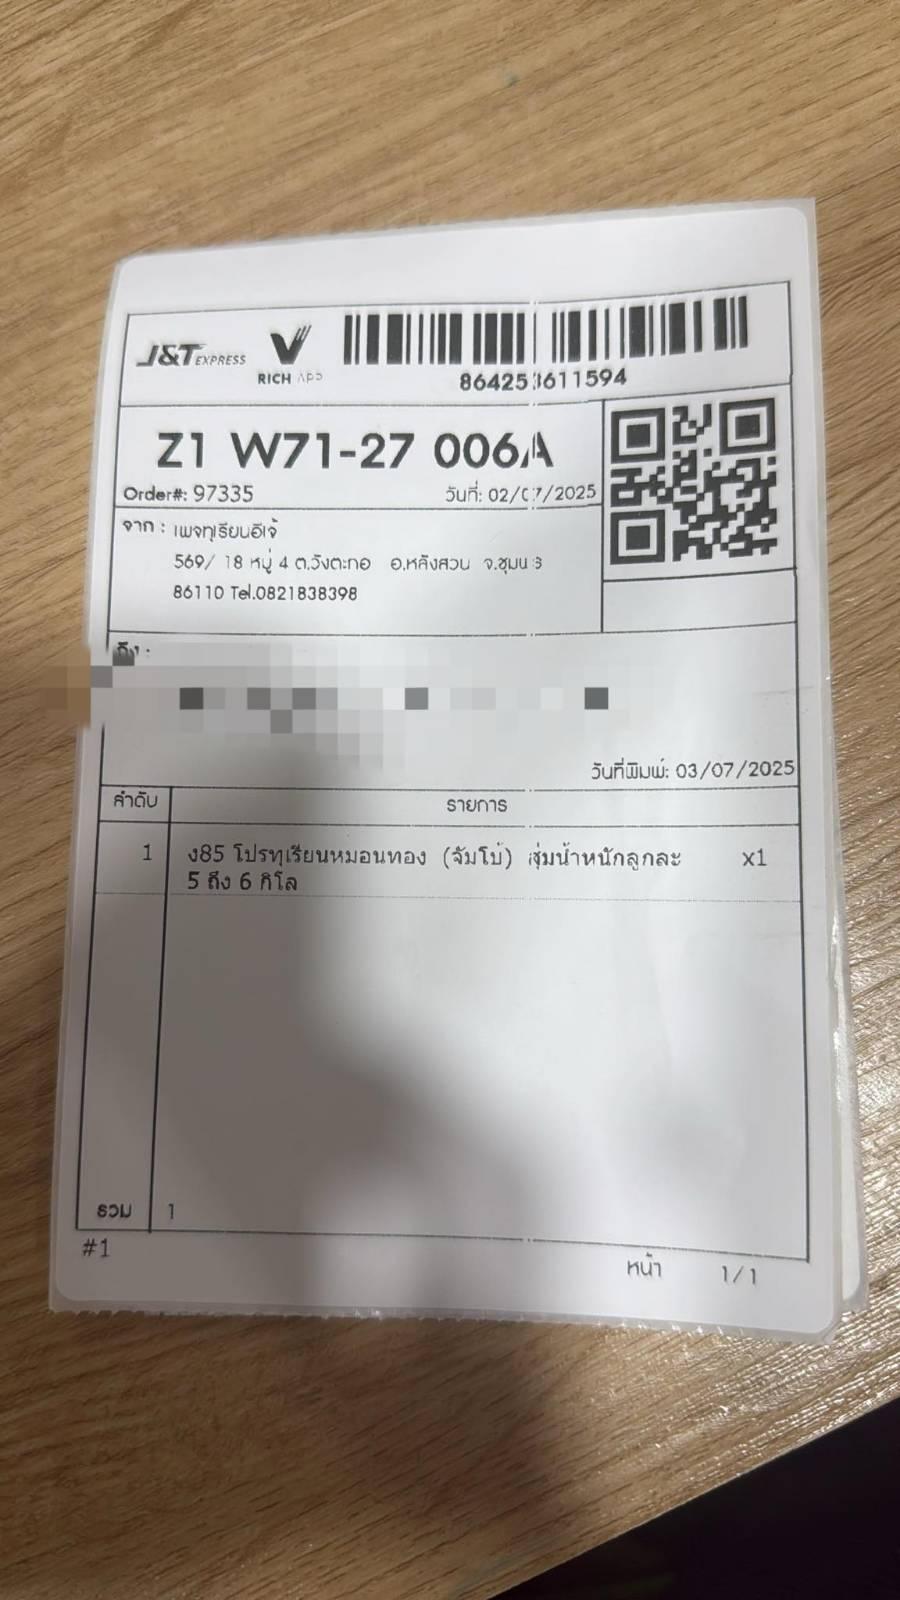 J&T EXPRESS
RICH APP
864253611594
Z1 W71-27 006A
Order#: 97335
วันที่: 02/07/2025
จาก : เพจทุเรียนอีเจ้
569/ 18 หมู่ 4 ต.วังตะกอ อ.หลังสวน จ.ชุมพร
86110 Tel.0821838398
ถึง :
วันที่พิมพ์: 03/07/2025
ลำดับ รายการ
1 ง85 โปรทุเรียนหมอนทอง (จัมโบ้) สุ่มน้ำหนักลูกละ x1
5 ถึง 6 กิโล
รวม 1
#1
หน้า 1/1